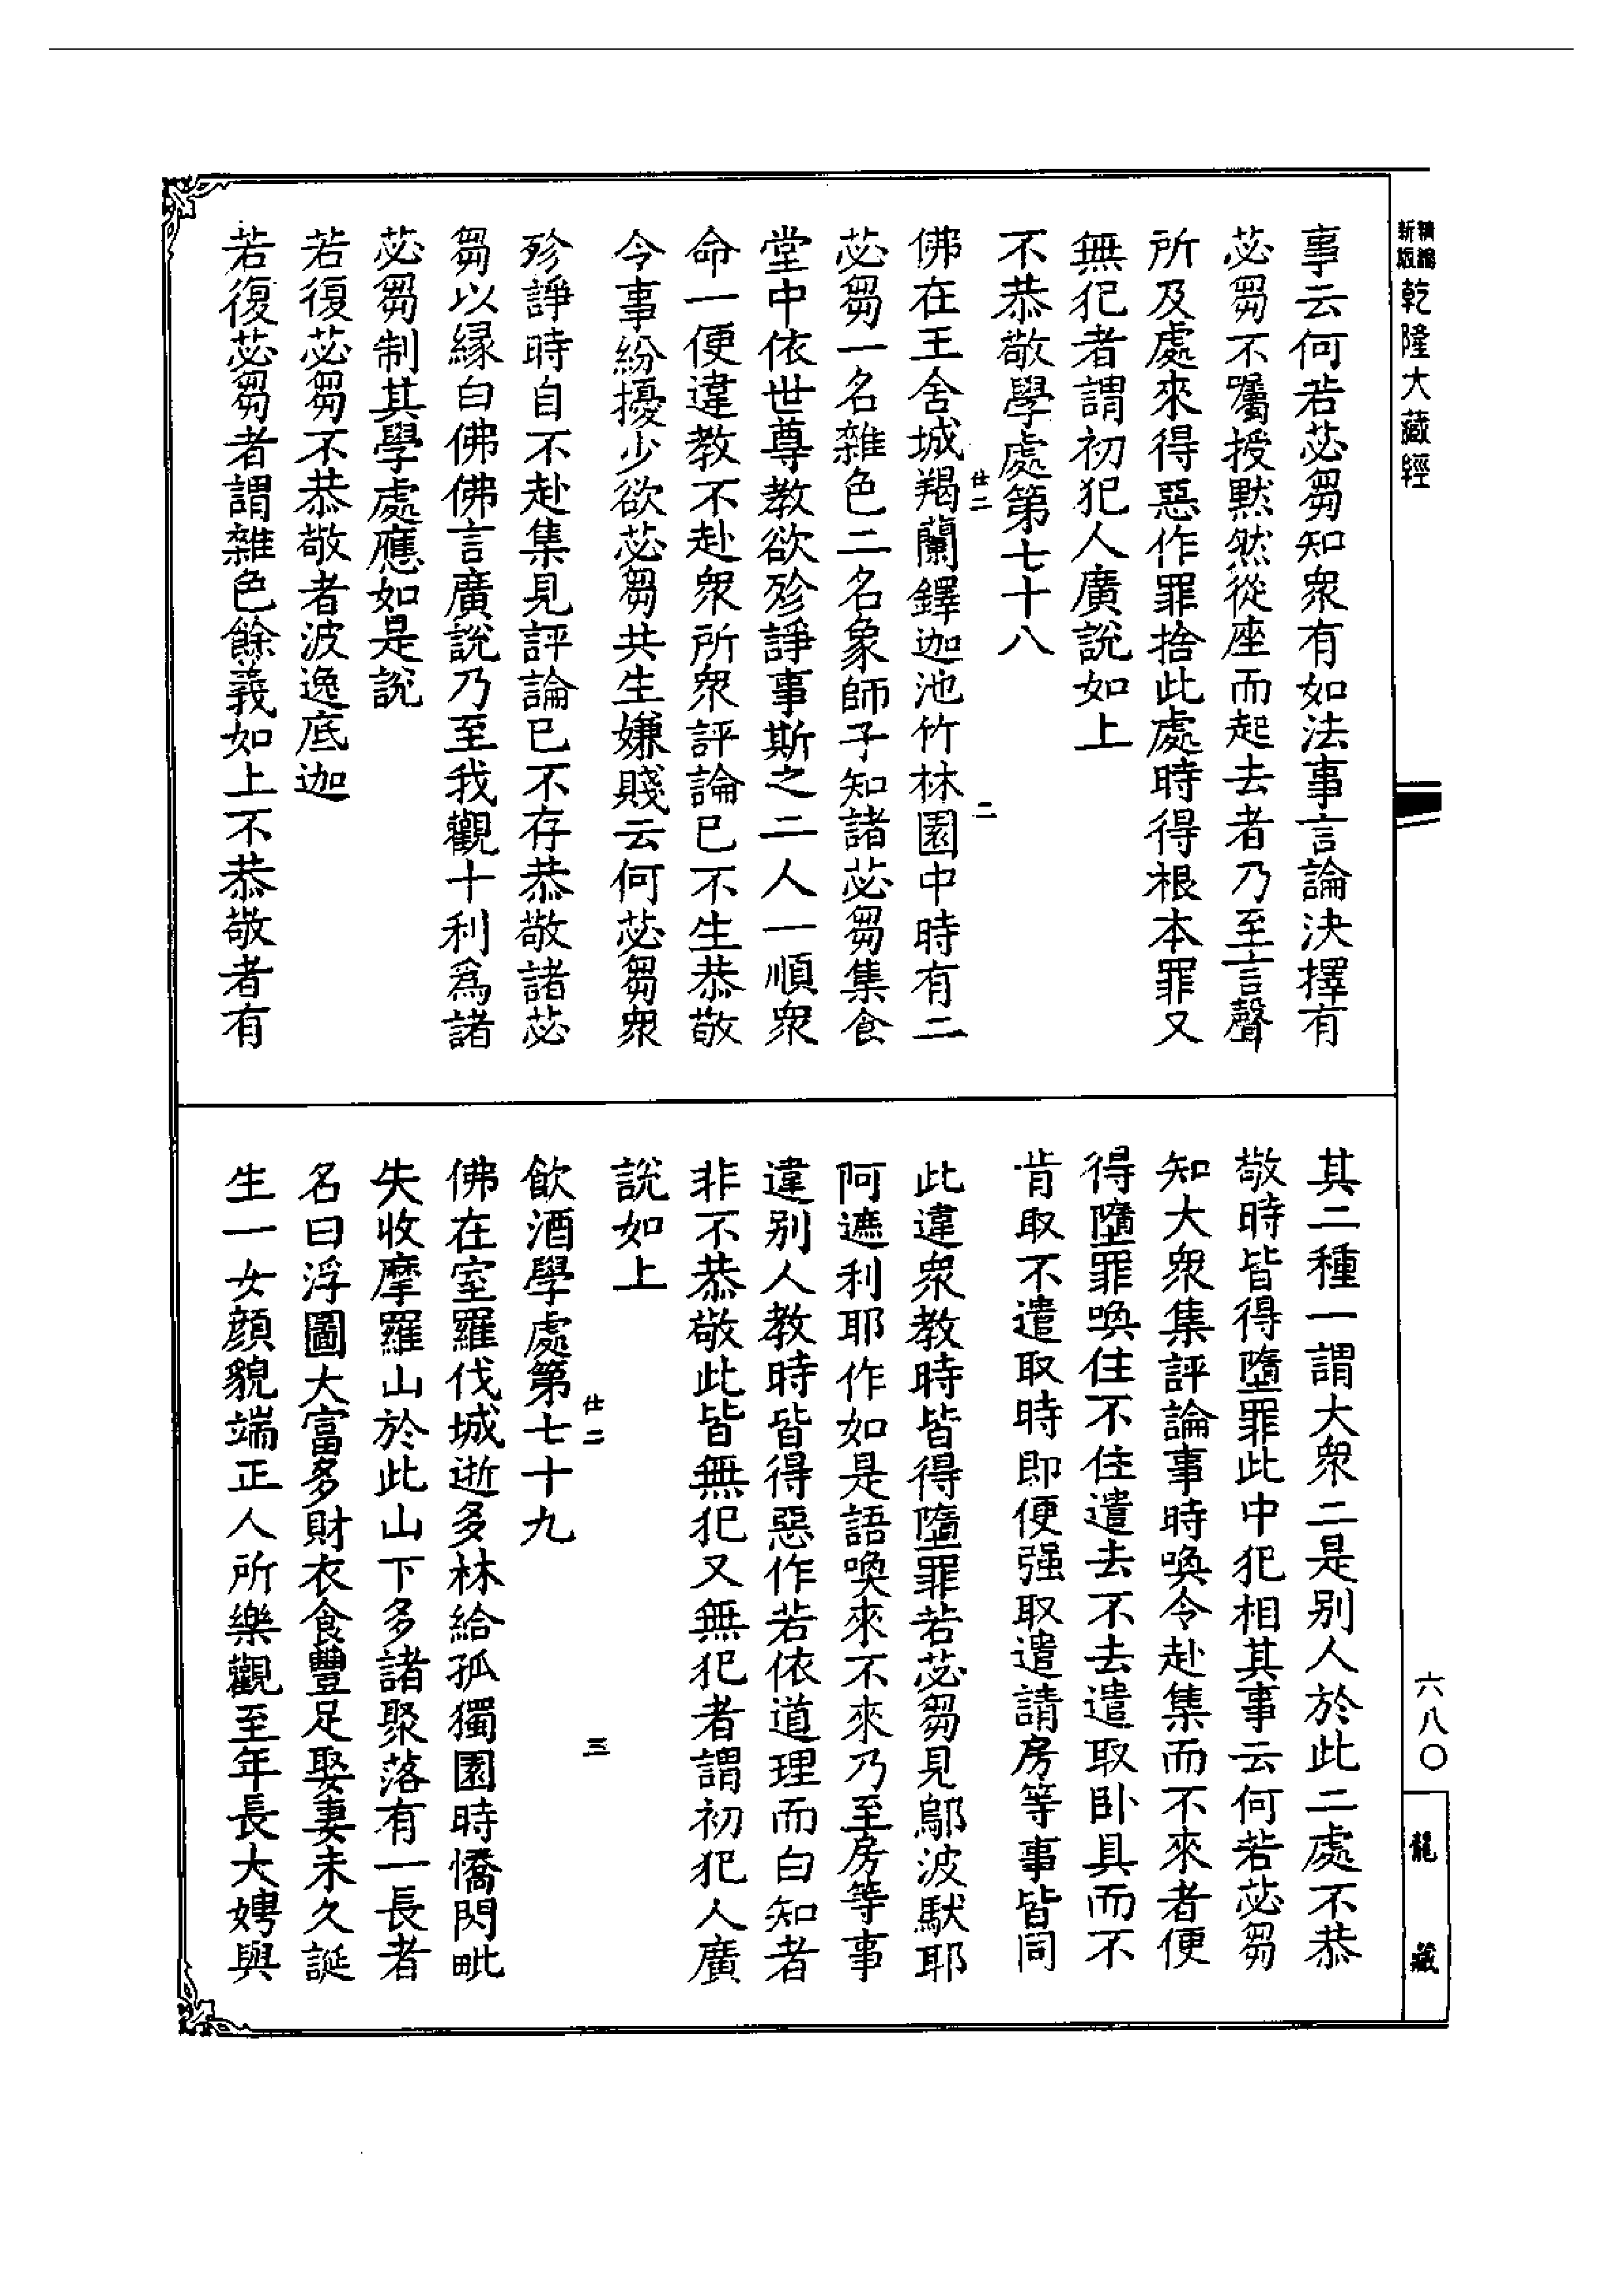 新編縮版乾隆大藏經
事云何若苾芻知衆有如法事言論決擇有
苾芻不囑授默然從座而起去者乃至言聲
所及處來得惡作罪捨此處時得根本罪又
無犯者謂初犯人廣說如上
不恭敬學處第七十八
仕二
二
佛在王舍城羯蘭鐸迦池竹林園中時有二
苾芻一名雜色二名象師子知諸苾芻集食
堂中依世尊教欲殄諍事斯之二人一順衆
命一便違教不赴衆所衆評論已不生恭敬
今事紛擾少欲苾芻共生嫌賤云何苾芻衆
殄諍時自不赴集見評論已不存恭敬諸苾
芻以緣白佛佛言廣說乃至我觀十利爲諸
苾芻制其學處應如是說
若復苾芻不恭敬者波逸底迦
若復苾芻者謂雜色餘義如上不恭敬者有
其二種一謂大衆二是别人於此二處不恭
敬時皆得墮罪此中犯相其事云何若苾芻
知大衆集評論事時喚令赴集而不來者便
得墮罪喚住不住遣去不去遣取卧具而不
肯取不遣取時即便强取遣請房等事皆同
此違衆教時皆得墮罪若苾芻見鄔波馱耶
阿遮利耶作如是語喚來不來乃至房等事
違别人教時皆得惡作若依道理而白知者
非不恭敬此皆無犯又無犯者謂初犯人廣
說如上
仕二
三
飲酒學處第七十九
佛在室羅伐城逝多林給孤獨園時憍閃毗
失收摩羅山於此山下多諸聚落有一長者
名曰浮圖大富多財衣食豐足娶妻未久誕
生一女顏貌端正人所樂觀至年長大娉與
六八〇
龍藏